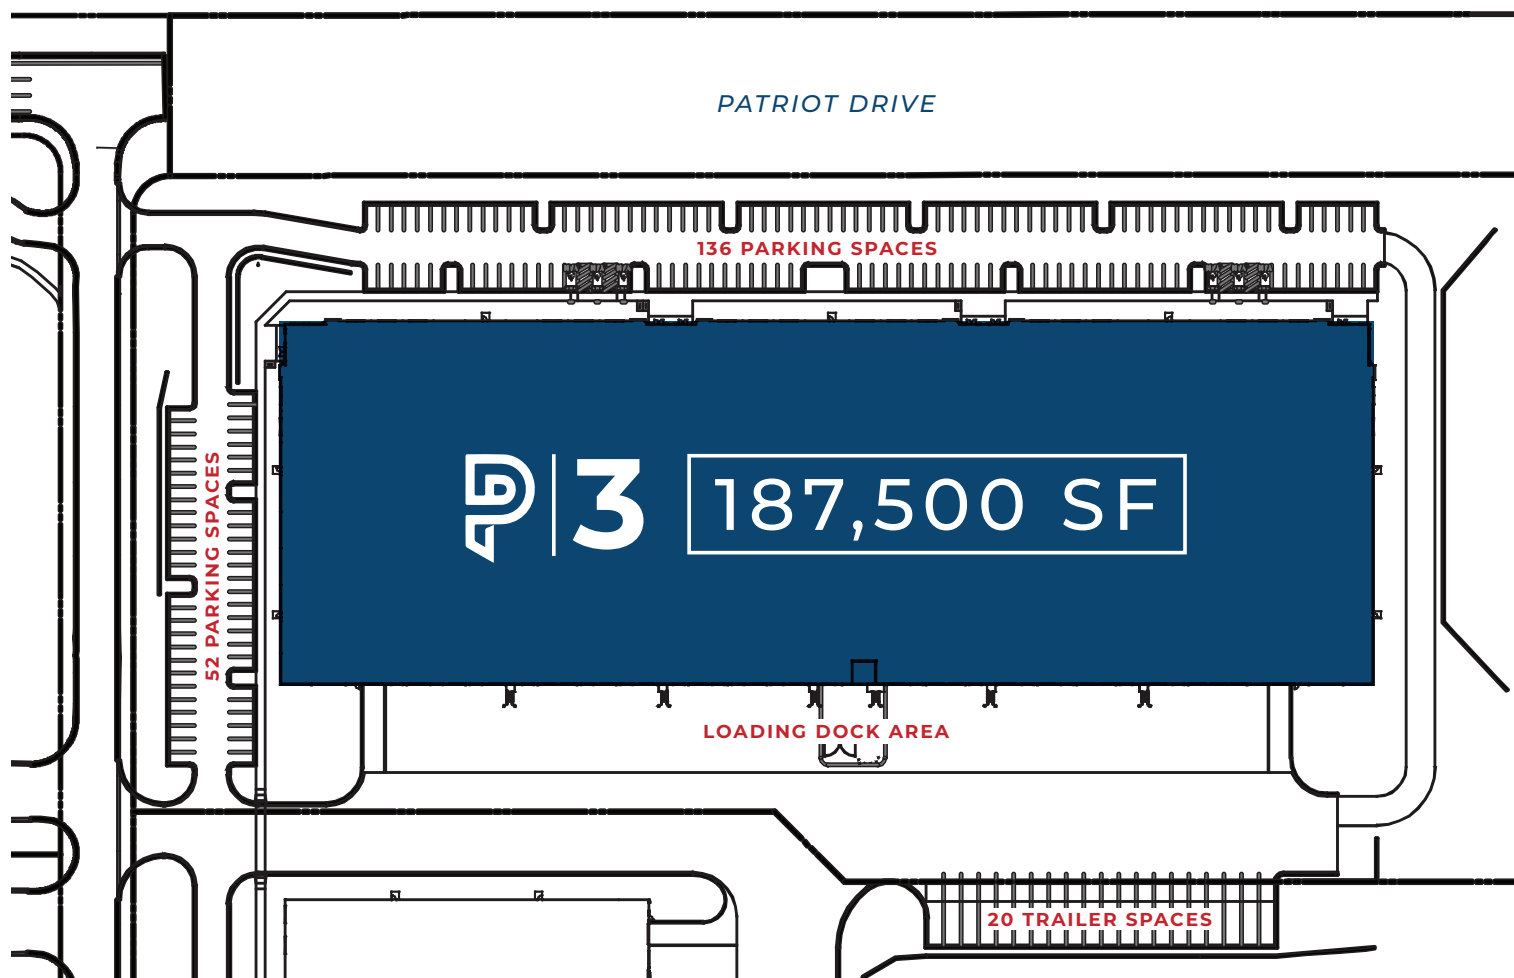 PATRIOT DRIVE
136 PARKING SPACES
52 PARKING SPACES
P 3
187,500 SF
LOADING DOCK AREA
20 TRAILER SPACES